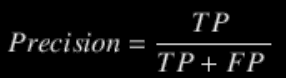 Precision = TP / TP + FP